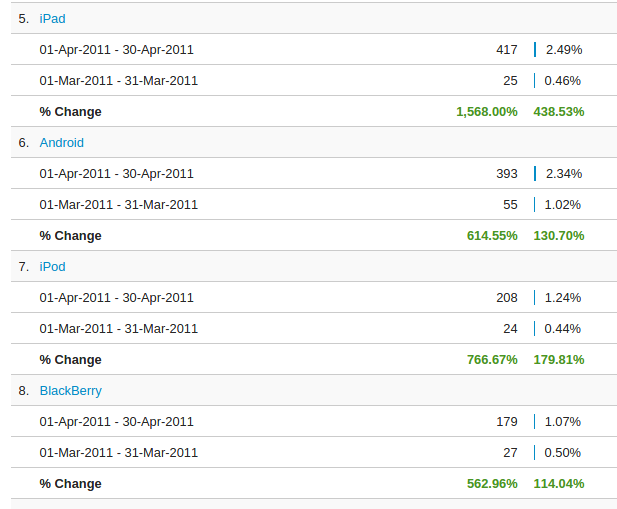 5. iPad
01-Apr-2011 - 30-Apr-2011 417 2.49%
01-Mar-2011 - 31-Mar-2011 25 0.46%
% Change 1,568.00% 438.53%
6. Android
01-Apr-2011 - 30-Apr-2011 393 2.34%
01-Mar-2011 - 31-Mar-2011 55 1.02%
% Change 614.55% 130.70%
7. iPod
01-Apr-2011 - 30-Apr-2011 208 1.24%
01-Mar-2011 - 31-Mar-2011 24 0.44%
% Change 766.67% 179.81%
8. BlackBerry
01-Apr-2011 - 30-Apr-2011 179 1.07%
01-Mar-2011 - 31-Mar-2011 27 0.50%
% Change 562.96% 114.04%